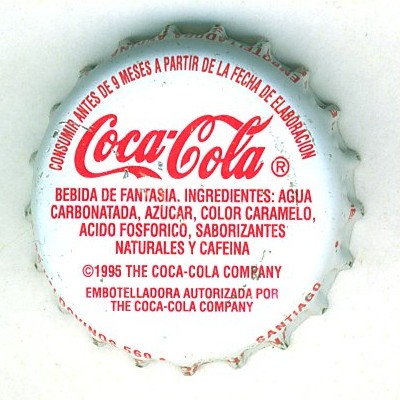 CONSUMIR ANTES DE 9 MESES A PARTIR DE LA FECHA DE ELABORACION
Coca-Cola ®
BEBIDA DE FANTASIA. INGREDIENTES: AGUA
CARBONATADA, AZUCAR, COLOR CARAMELO,
ACIDO FOSFORICO, SABORIZANTES
NATURALES Y CAFEINA
©1995 THE COCA-COLA COMPANY
EMBOTELLADORA AUTORIZADA POR
THE COCA-COLA COMPANY
SANTIAGO